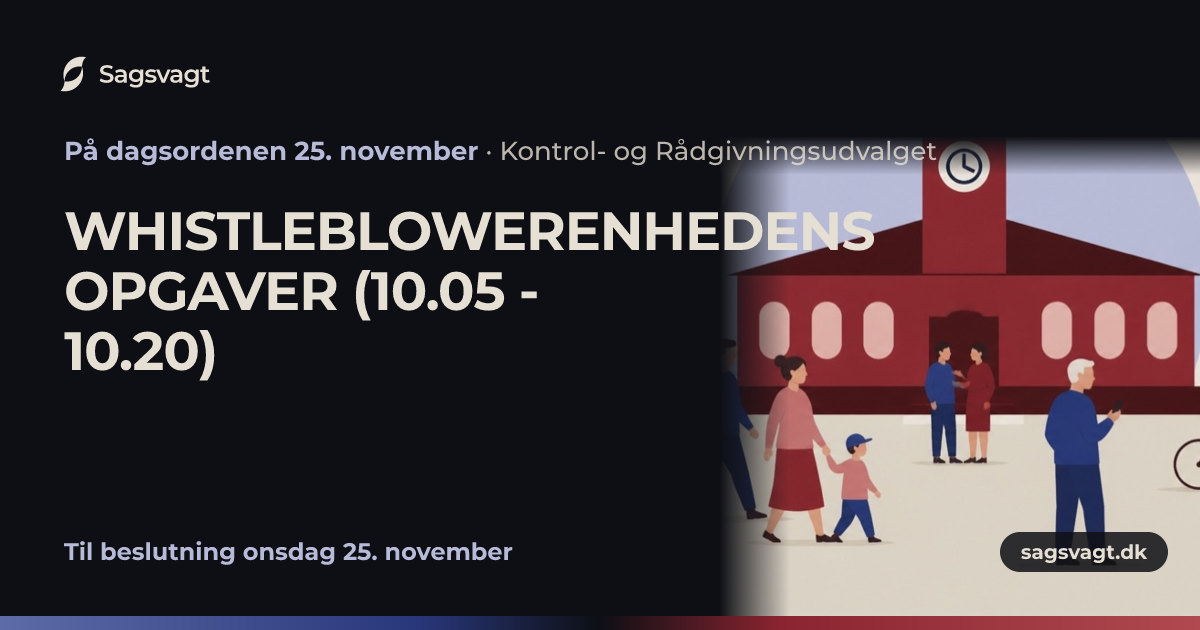 Sagsvagt
På dagsordenen 25. november · Kontrol- og Rådgivningsudvalget
WHISTLEBLOWERENHEDENS
OPGAVER (10.05 -
10.20)
Til beslutning onsdag 25. november
sagsvagt.dk